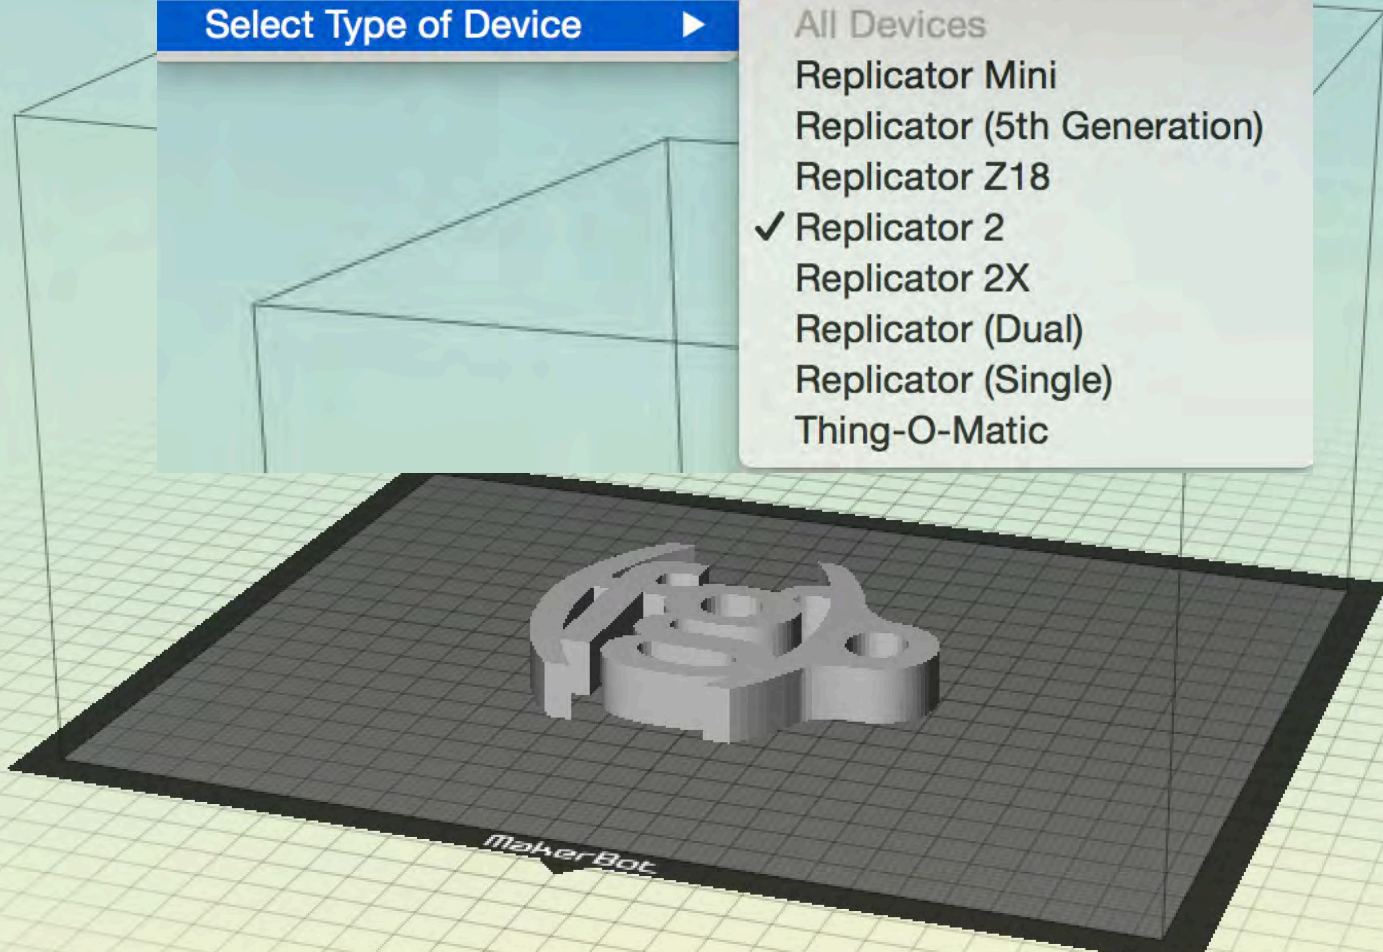 Select Type of Device
All Devices
Replicator Mini
Replicator (5th Generation)
Replicator Z18
Replicator 2
Replicator 2X
Replicator (Dual)
Replicator (Single)
Thing-O-Matic
MakerBot